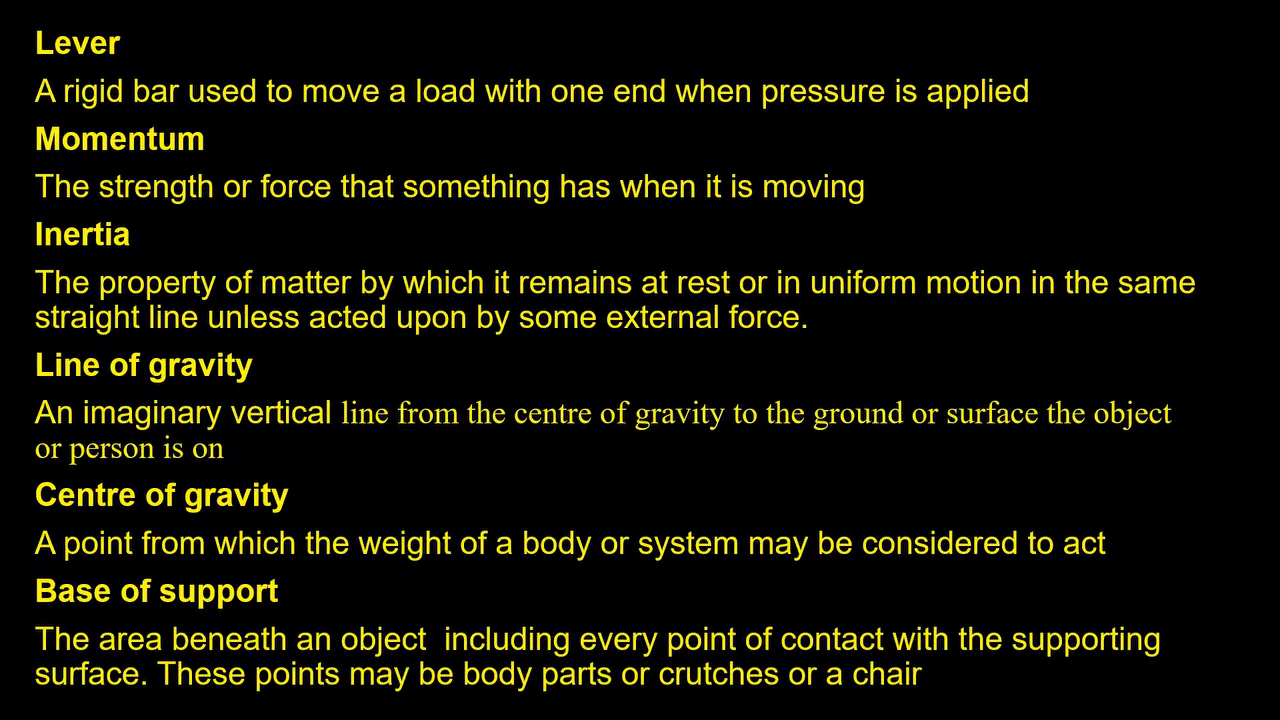 Lever
A rigid bar used to move a load with one end when pressure is applied
Momentum
The strength or force that something has when it is moving
Inertia
The property of matter by which it remains at rest or in uniform motion in the same
straight line unless acted upon by some external force.
Line of gravity
An imaginary vertical line from the centre of gravity to the ground or surface the object
or person is on
Centre of gravity
A point from which the weight of a body or system may be considered to act
Base of support
The area beneath an object  including every point of contact with the supporting
surface. These points may be body parts or crutches or a chair